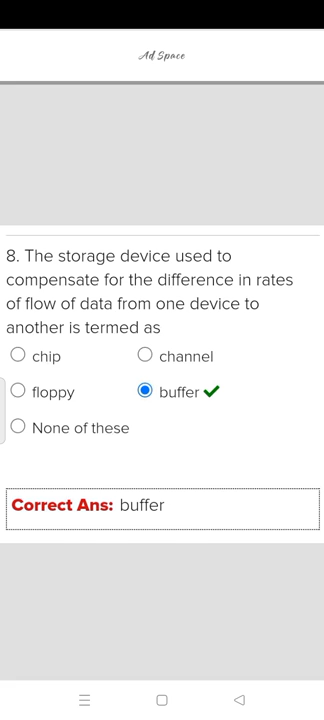 Ad Space
8. The storage device used to
compensate for the difference in rates
of flow of data from one device to
another is termed as
chip
channel
floppy
buffer
None of these
Correct Ans: buffer